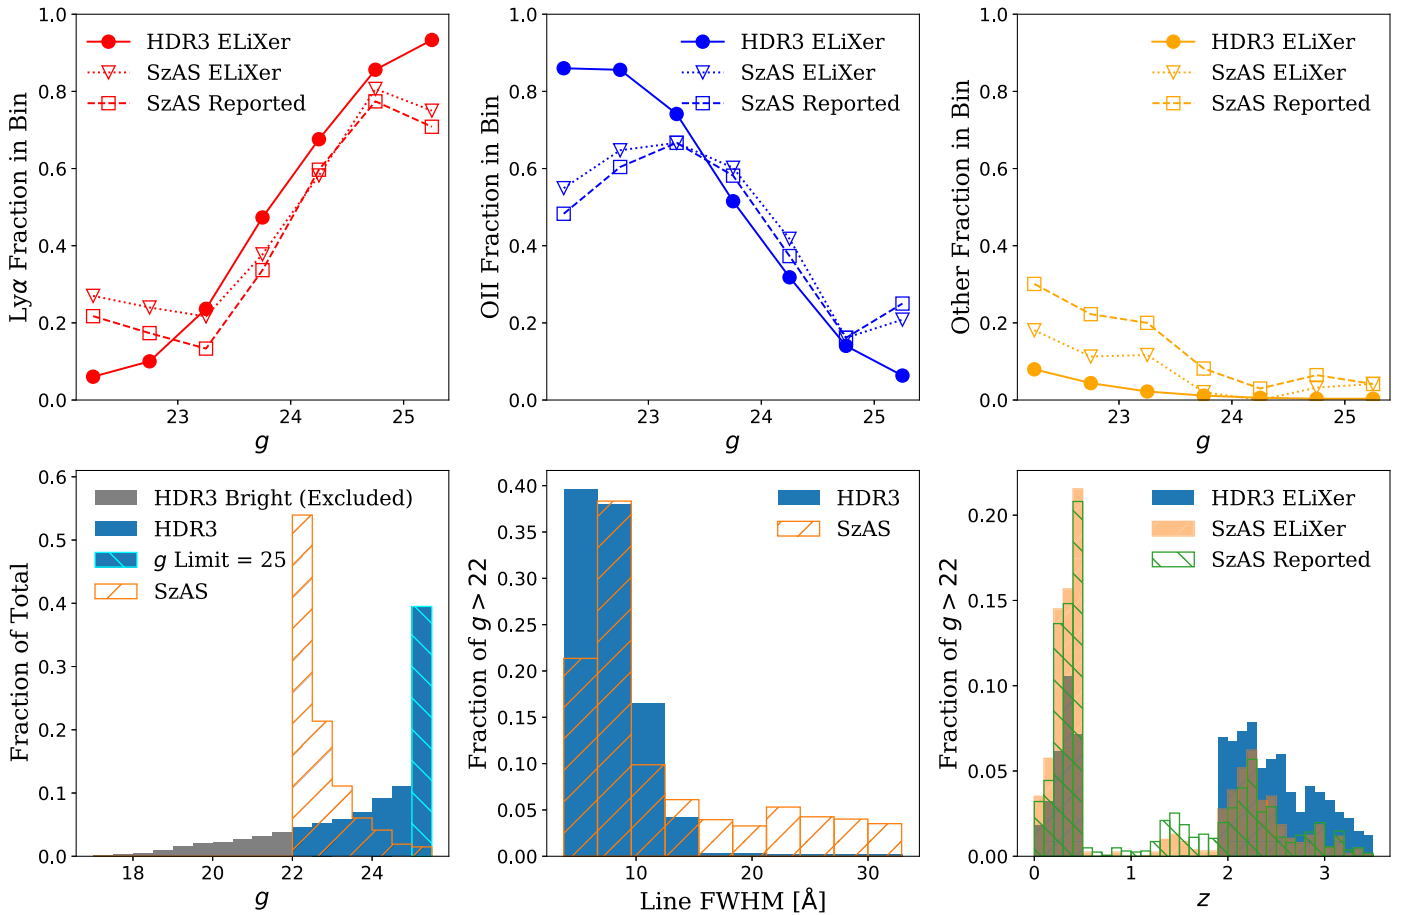 1.0
0.8
0.6
0.4
0.2
0.0
Lyα Fraction in Bin
HDR3 ELiXer
SzAS ELiXer
SzAS Reported
23
24
25
g
1.0
0.8
0.6
0.4
0.2
0.0
OII Fraction in Bin
HDR3 ELiXer
SzAS ELiXer
SzAS Reported
23
24
25
g
1.0
0.8
0.6
0.4
0.2
0.0
Other Fraction in Bin
HDR3 ELiXer
SzAS ELiXer
SzAS Reported
23
24
25
g
0.6
0.5
0.4
0.3
0.2
0.1
0.0
Fraction of Total
HDR3 Bright (Excluded)
HDR3
g Limit = 25
SzAS
18
20
22
24
g
0.40
0.35
0.30
0.25
0.20
0.15
0.10
0.05
0.00
Fraction of g > 22
HDR3
SzAS
10
20
30
Line FWHM [Å]
0.20
0.15
0.10
0.05
0.00
Fraction of g > 22
HDR3 ELiXer
SzAS ELiXer
SzAS Reported
0
1
2
3
z